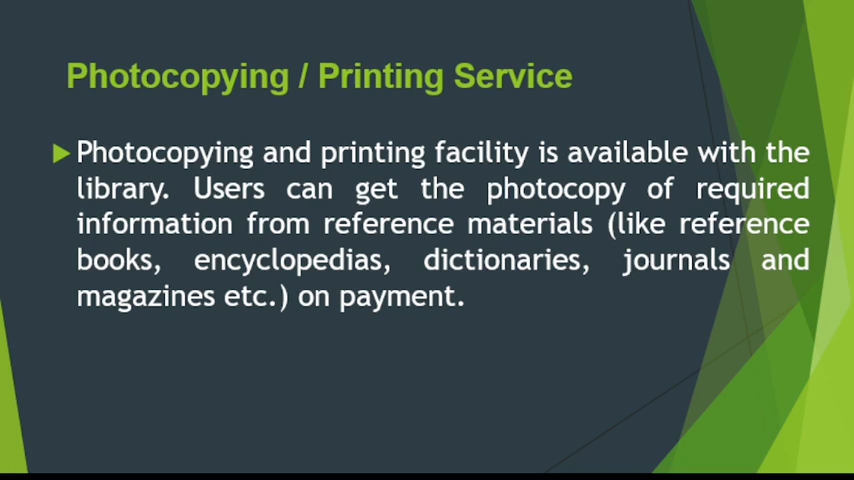 Photocopying / Printing Service
Photocopying and printing facility is available with the
library. Users can get the photocopy of required
information from reference materials (like reference
books, encyclopedias, dictionaries, journals and
magazines etc.) on payment.